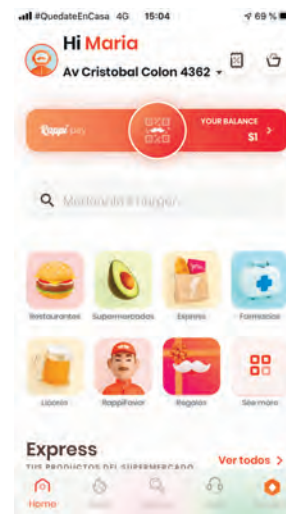 #QuedateEnCasa 4G 15:04 69 %
Hi Maria
Av Cristobal Colon 4362
Rappi pay
YOUR BALANCE
$1
Restaurantes Supermercados Express Farmacias
Licores RappiFavor Regalos See more
Express
Ver todos >
TUS PRODUCTOS DEL SUPERMERCADO
Home